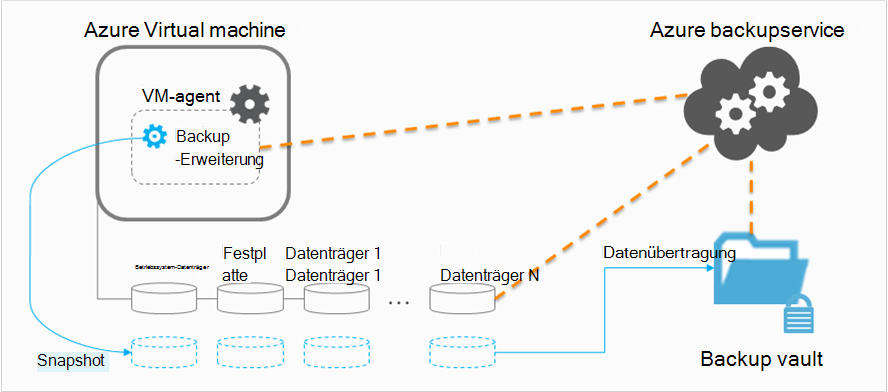 Azure Virtual machine
Azure backupservice
VM-agent
Backup
-Erweiterung
Betriebssystem-Datenträger
Festpl
atte
Datenträger 1
Datenträger 1
...
Datenträger N
Datenübertragung
Snapshot
Backup vault